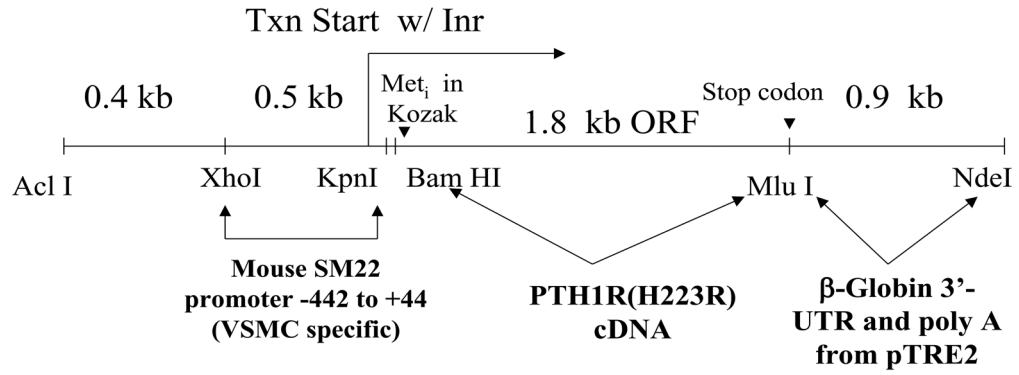 Txn Start w/ Inr
0.4 kb
0.5 kb
Meti in
Kozak
1.8 kb ORF
Stop codon
0.9 kb
Acl I
XhoI
KpnI
Bam HI
Mlu I
NdeI
Mouse SM22
promoter -442 to +44
(VSMC specific)
PTH1R(H223R)
cDNA
β-Globin 3’-
UTR and poly A
from pTRE2